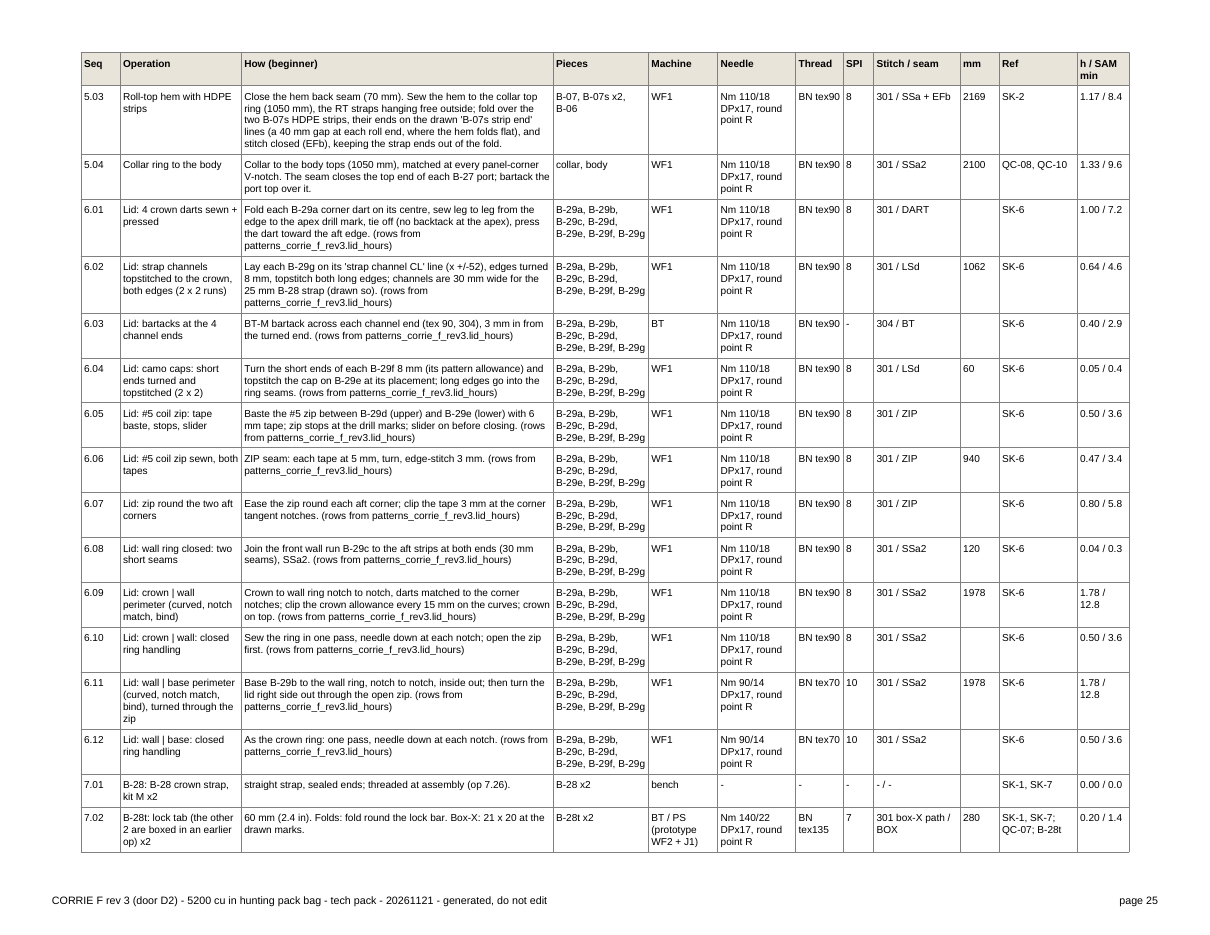 Seq Operation How (beginner) Pieces Machine Needle Thread SPI Stitch / seam mm Ref h / SAM
min
5.03 Roll-top hem with HDPE Close the hem back seam (70 mm). Sew the hem to the collar top B-07, B-07s x2, WF1 Nm 110/18 BN tex90 8 301 / SSa + EFb 2169 SK-2 1.17 / 8.4
strips ring (1050 mm), the RT straps hanging free outside; fold over the B-06 DPx17, round
two B-07s HDPE strips, their ends on the drawn 'B-07s strip end' point R
lines (a 40 mm gap at each roll end, where the hem folds flat), and
stitch closed (EFb), keeping the strap ends out of the fold.
5.04 Collar ring to the body Collar to the body tops (1050 mm), matched at every panel-corner collar, body WF1 Nm 110/18 BN tex90 8 301 / SSa2 2100 QC-08, QC-10 1.33 / 9.6
V-notch. The seam closes the top end of each B-27 port; bartack the DPx17, round
port top over it. point R
6.01 Lid: 4 crown darts sewn + Fold each B-29a corner dart on its centre, sew leg to leg from the B-29a, B-29b, WF1 Nm 110/18 BN tex90 8 301 / DART SK-6 1.00 / 7.2
pressed edge to the apex drill mark, tie off (no backtack at the apex), press B-29c, B-29d, DPx17, round
the dart toward the aft edge. (rows from B-29e, B-29f, B-29g point R
patterns_corrie_f_rev3.lid_hours)
6.02 Lid: strap channels Lay each B-29g on its 'strap channel CL' line (x +/-52), edges turned B-29a, B-29b, WF1 Nm 110/18 BN tex90 8 301 / LSd 1062 SK-6 0.64 / 4.6
topstitched to the crown, 8 mm, topstitch both long edges; channels are 30 mm wide for the B-29c, B-29d, DPx17, round
both edges (2 x 2 runs) 25 mm B-28 strap (drawn so). (rows from B-29e, B-29f, B-29g point R
patterns_corrie_f_rev3.lid_hours)
6.03 Lid: bartacks at the 4 BT-M bartack across each channel end (tex 90, 304), 3 mm in from B-29a, B-29b, BT Nm 110/18 BN tex90 - 304 / BT SK-6 0.40 / 2.9
channel ends the turned end. (rows from patterns_corrie_f_rev3.lid_hours) B-29c, B-29d, DPx17, round
B-29e, B-29f, B-29g point R
6.04 Lid: camo caps: short Turn the short ends of each B-29f 8 mm (its pattern allowance) and B-29a, B-29b, WF1 Nm 110/18 BN tex90 8 301 / LSd 60 SK-6 0.05 / 0.4
ends turned and topstitch the cap on B-29e at its placement; long edges go into the B-29c, B-29d, DPx17, round
topstitched (2 x 2) ring seams. (rows from patterns_corrie_f_rev3.lid_hours) B-29e, B-29f, B-29g point R
6.05 Lid: #5 coil zip: tape Baste the #5 zip between B-29d (upper) and B-29e (lower) with 6 B-29a, B-29b, WF1 Nm 110/18 BN tex90 8 301 / ZIP SK-6 0.50 / 3.6
baste, stops, slider mm tape; zip stops at the drill marks; slider on before closing. (rows B-29c, B-29d, DPx17, round
from patterns_corrie_f_rev3.lid_hours) B-29e, B-29f, B-29g point R
6.06 Lid: #5 coil zip sewn, both ZIP seam: each tape at 5 mm, turn, edge-stitch 3 mm. (rows from B-29a, B-29b, WF1 Nm 110/18 BN tex90 8 301 / ZIP 940 SK-6 0.47 / 3.4
tapes patterns_corrie_f_rev3.lid_hours) B-29c, B-29d, DPx17, round
B-29e, B-29f, B-29g point R
6.07 Lid: zip round the two aft Ease the zip round each aft corner; clip the tape 3 mm at the corner B-29a, B-29b, WF1 Nm 110/18 BN tex90 8 301 / ZIP SK-6 0.80 / 5.8
corners tangent notches. (rows from patterns_corrie_f_rev3.lid_hours) B-29c, B-29d, DPx17, round
B-29e, B-29f, B-29g point R
6.08 Lid: wall ring closed: two Join the front wall run B-29c to the aft strips at both ends (30 mm B-29a, B-29b, WF1 Nm 110/18 BN tex90 8 301 / SSa2 120 SK-6 0.04 / 0.3
short seams seams), SSa2. (rows from patterns_corrie_f_rev3.lid_hours) B-29c, B-29d, DPx17, round
B-29e, B-29f, B-29g point R
6.09 Lid: crown | wall Crown to wall ring notch to notch, darts matched to the corner B-29a, B-29b, WF1 Nm 110/18 BN tex90 8 301 / SSa2 1978 SK-6 1.78 /
perimeter (curved, notch notches; clip the crown allowance every 15 mm on the curves; crown B-29c, B-29d, DPx17, round 12.8
match, bind) on top. (rows from patterns_corrie_f_rev3.lid_hours) B-29e, B-29f, B-29g point R
6.10 Lid: crown | wall: closed Sew the ring in one pass, needle down at each notch; open the zip B-29a, B-29b, WF1 Nm 110/18 BN tex90 8 301 / SSa2 SK-6 0.50 / 3.6
ring handling first. (rows from patterns_corrie_f_rev3.lid_hours) B-29c, B-29d, DPx17, round
B-29e, B-29f, B-29g point R
6.11 Lid: wall | base perimeter Base B-29b to the wall ring, notch to notch, inside out; then turn the B-29a, B-29b, WF1 Nm 90/14 BN tex70 10 301 / SSa2 1978 SK-6 1.78 /
(curved, notch match, lid right side out through the open zip. (rows from B-29c, B-29d, DPx17, round 12.8
bind), turned through the patterns_corrie_f_rev3.lid_hours) B-29e, B-29f, B-29g point R
zip
6.12 Lid: wall | base: closed As the crown ring: one pass, needle down at each notch. (rows from B-29a, B-29b, WF1 Nm 90/14 BN tex70 10 301 / SSa2 SK-6 0.50 / 3.6
ring handling patterns_corrie_f_rev3.lid_hours) B-29c, B-29d, DPx17, round
B-29e, B-29f, B-29g point R
7.01 B-28: B-28 crown strap, straight strap, sealed ends; threaded at assembly (op 7.26). B-28 x2 bench - - - - / - SK-1, SK-7 0.00 / 0.0
kit M x2
7.02 B-28t: lock tab (the other 60 mm (2.4 in). Folds: fold round the lock bar. Box-X: 21 x 20 at the B-28t x2 BT / PS Nm 140/22 BN 7 301 box-X path / 280 SK-1, SK-7; 0.20 / 1.4
2 are boxed in an earlier drawn marks. (prototype DPx17, round tex135 BOX QC-07; B-28t
op) x2 WF2 + J1) point R
CORRIE F rev 3 (door D2) - 5200 cu in hunting pack bag - tech pack - 20261121 - generated, do not edit page 25